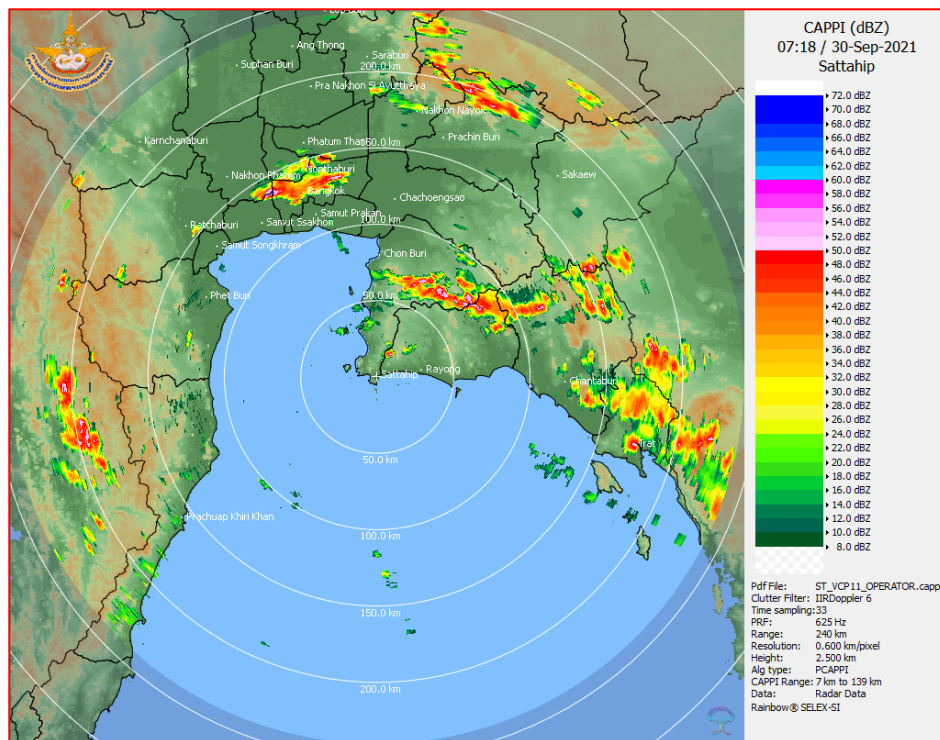 Lop Buri
Ang Thong
Saraburi
Suphan Buri
200.0 km
Pra Nakhon Si Ayutthaya
Nakhon Nayok
Prachin Buri
Karnchanaburi
Phatum Thani
150.0 km
Nonthaburi
Nakhon Phatom
Sakaew
Bangkok
Chachoengsao
Samut Prakan
Samut Ssakhon
Ratchaburi
100.0 km
Samut Songkhram
Chon Buri
Phet Buri
50.0 km
Rayong
Sattahip
Chantaburi
Trat
50.0 km
Prachuap Khiri Khan
100.0 km
150.0 km
200.0 km
CAPPI (dBZ)
07:18 / 30-Sep-2021
Sattahip
72.0 dBZ
70.0 dBZ
68.0 dBZ
66.0 dBZ
64.0 dBZ
62.0 dBZ
60.0 dBZ
58.0 dBZ
56.0 dBZ
54.0 dBZ
52.0 dBZ
50.0 dBZ
48.0 dBZ
46.0 dBZ
44.0 dBZ
42.0 dBZ
40.0 dBZ
38.0 dBZ
36.0 dBZ
34.0 dBZ
32.0 dBZ
30.0 dBZ
28.0 dBZ
26.0 dBZ
24.0 dBZ
22.0 dBZ
20.0 dBZ
18.0 dBZ
16.0 dBZ
14.0 dBZ
12.0 dBZ
10.0 dBZ
8.0 dBZ
Pdf File: ST_VCP11_OPERATOR.capp
Clutter Filter: IIRDoppler 6
Time sampling: 33
PRF: 625 Hz
Range: 240 km
Resolution: 0.600 km/pixel
Height: 2.500 km
Alg type: PCAPPI
CAPPI Range: 7 km to 139 km
Data: Radar Data
Rainbow® SELEX-SI